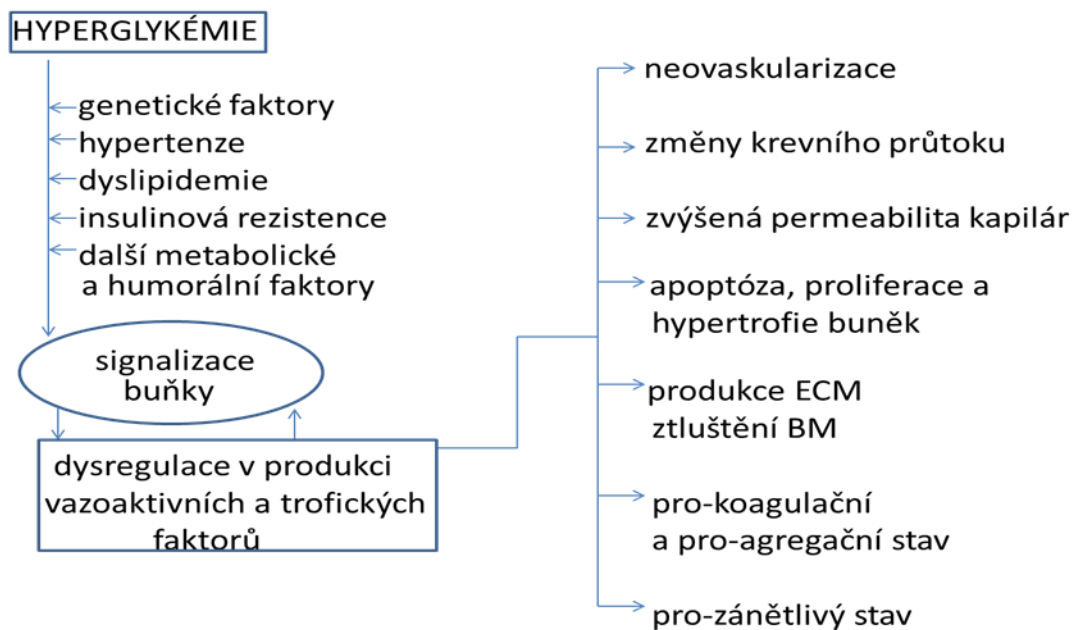 HYPERGLYKÉMIE
genetické faktory
hypertenze
dyslipidemie
insulinová rezistence
další metabolické
a humorální faktory
signalizace
buňky
dysregulace v produkci
vazoaktivních a trofických
faktorů
neovaskularizace
změny krevního průtoku
zvýšená permeabilita kapilár
apoptóza, proliferace a
hypertrofie buněk
produkce ECM
ztluštění BM
pro-koagulační
a pro-agregační stav
pro-zánětlivý stav